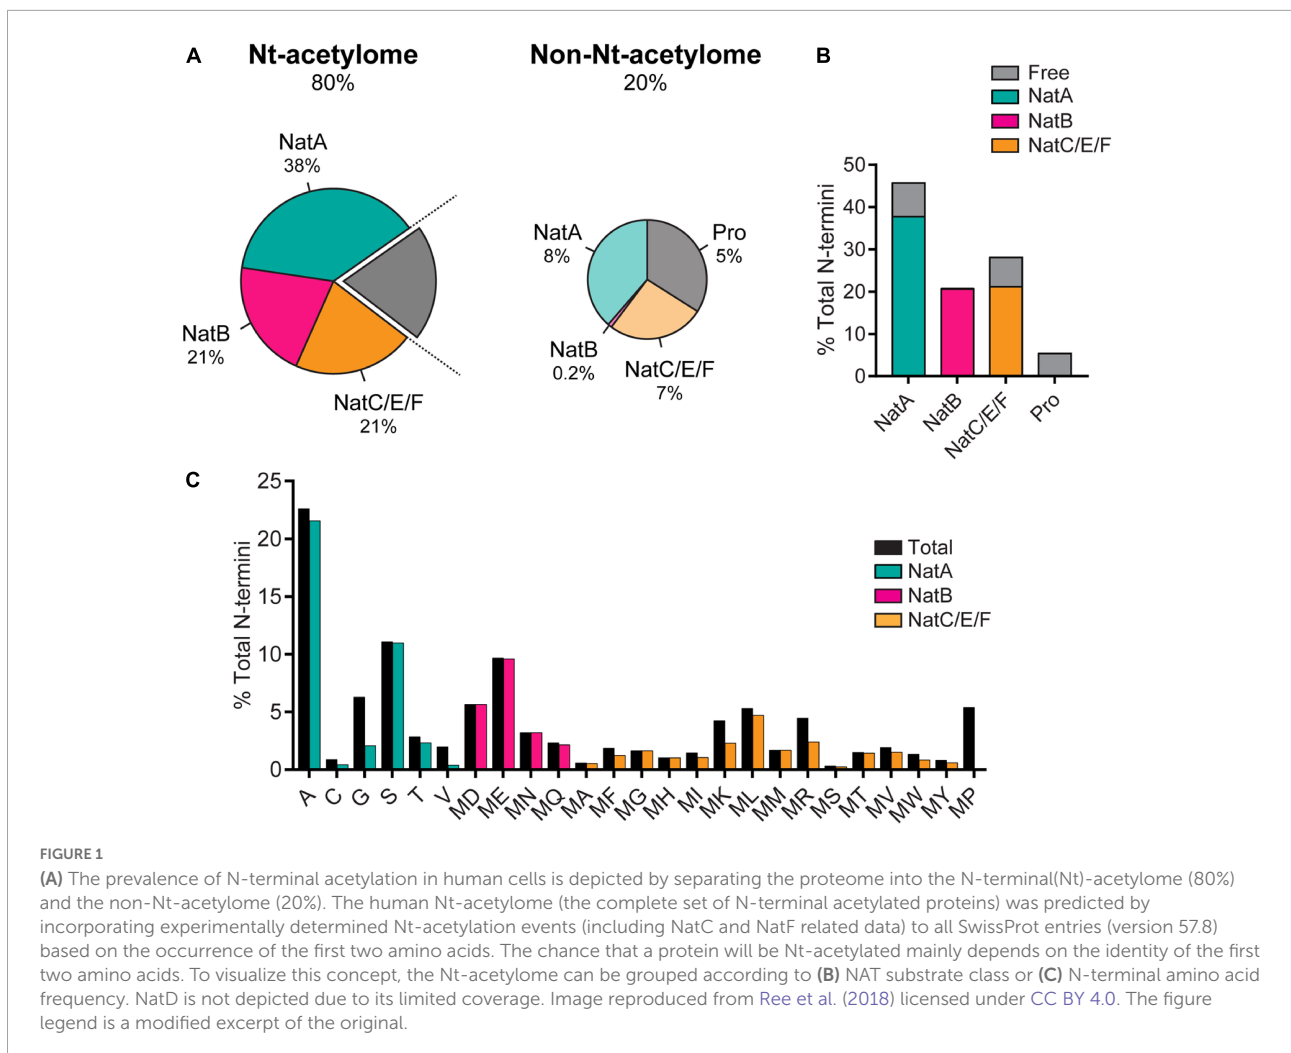 A
Nt-acetylome
80%
NatA
38%
NatB
21%
NatC/E/F
21%
Non-Nt-acetylome
20%
NatA
8%
Pro
5%
NatB
0.2%
NatC/E/F
7%
B
Free
NatA
NatB
NatC/E/F
% Total N-termini
50
40
30
20
10
0
NatA
NatB
NatC/E/F
Pro
C
% Total N-termini
25
20
15
10
5
0
Total
NatA
NatB
NatC/E/F
A
C
G
S
T
V
MD
ME
MN
MQ
MA
MF
MG
MH
MI
MK
ML
MM
MR
MS
MT
MV
MW
MY
MP
FIGURE 1
(A) The prevalence of N-terminal acetylation in human cells is depicted by separating the proteome into the N-terminal(Nt)-acetylome (80%)
and the non-Nt-acetylome (20%). The human Nt-acetylome (the complete set of N-terminal acetylated proteins) was predicted by
incorporating experimentally determined Nt-acetylation events (including NatC and NatF related data) to all SwissProt entries (version 57.8)
based on the occurrence of the first two amino acids. The chance that a protein will be Nt-acetylated mainly depends on the identity of the first
two amino acids. To visualize this concept, the Nt-acetylome can be grouped according to (B) NAT substrate class or (C) N-terminal amino acid
frequency. NatD is not depicted due to its limited coverage. Image reproduced from Ree et al. (2018) licensed under CC BY 4.0. The figure
legend is a modified excerpt of the original.